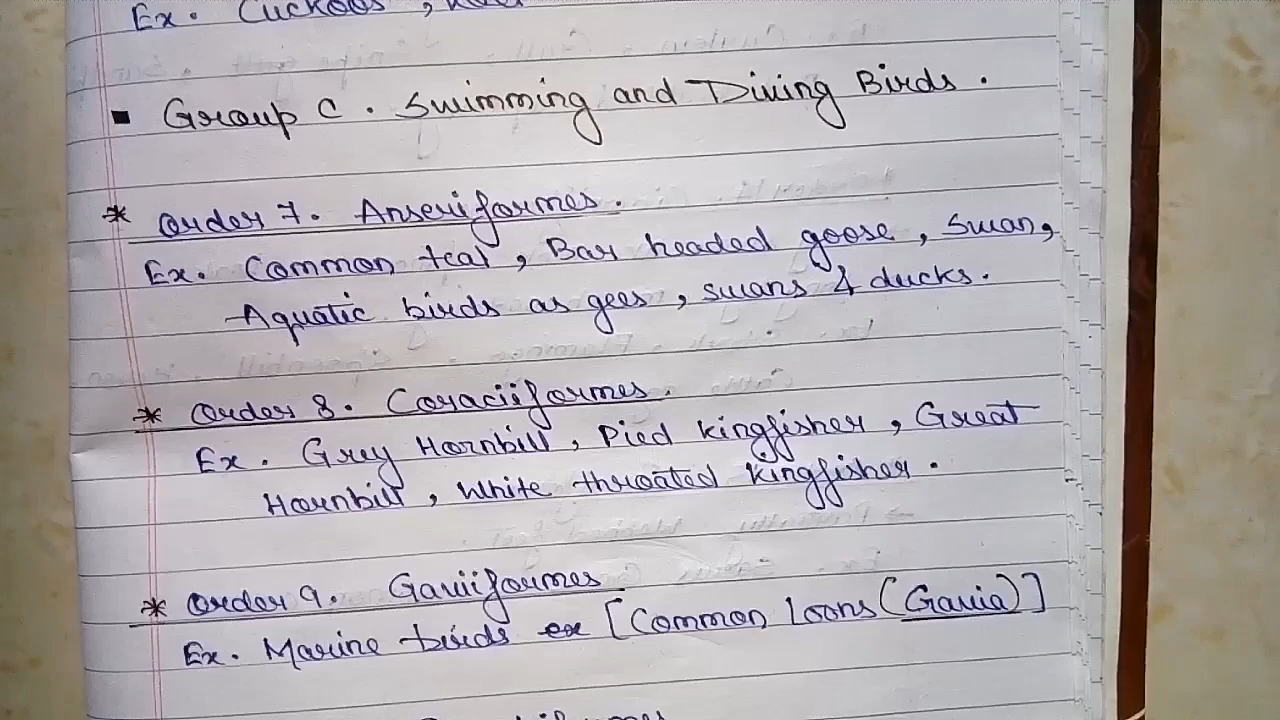 Ex. Cuckoos,
▪ Group C. Swimming and Diving Birds.
* Order 7. Anseriformes.
Ex. Common teal, Bar headed goose, Swan,
Aquatic birds as gees, swans & ducks.
* Order 8. Coraciiformes.
Ex. Grey Hornbill, Pied kingfisher, Great
Hornbill, White throated kingfisher.
* Order 9. Gaviiformes
Ex. Marine birds ex [Common Loons (Gavia)]